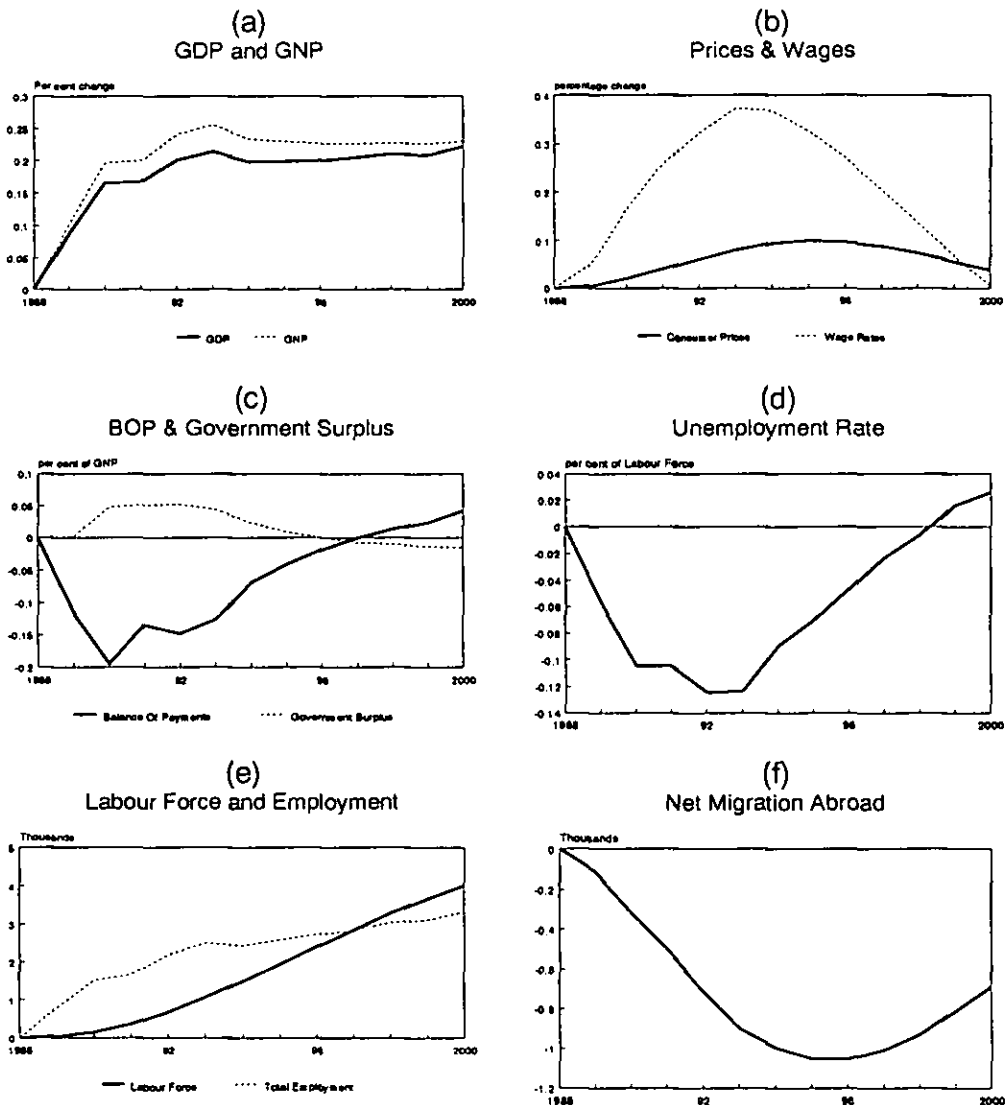 (a)
GDP and GNP
Per cent change
0.3
0.25
0.2
0.15
0.1
0.05
0
1988 92 96 2000
GDP GNP
(b)
Prices & Wages
percentage change
0.4
0.3
0.2
0.1
0
1988 92 96 2000
Consumer Prices Wage Rates
(c)
BOP & Government Surplus
per cent of GNP
0.1
0.05
0
-0.05
-0.1
-0.15
-0.2
1988 92 96 2000
Balance Of Payments Government Surplus
(d)
Unemployment Rate
per cent of Labour Force
0.04
0.02
0
-0.02
-0.04
-0.06
-0.08
-0.1
-0.12
-0.14
1988 92 96 2000
(e)
Labour Force and Employment
Thousands
5
4
3
2
1
0
1988 92 96 2000
Labour Force Total Employment
(f)
Net Migration Abroad
Thousands
0
-0.2
-0.4
-0.6
-0.8
-1
-1.2
1988 92 96 2000